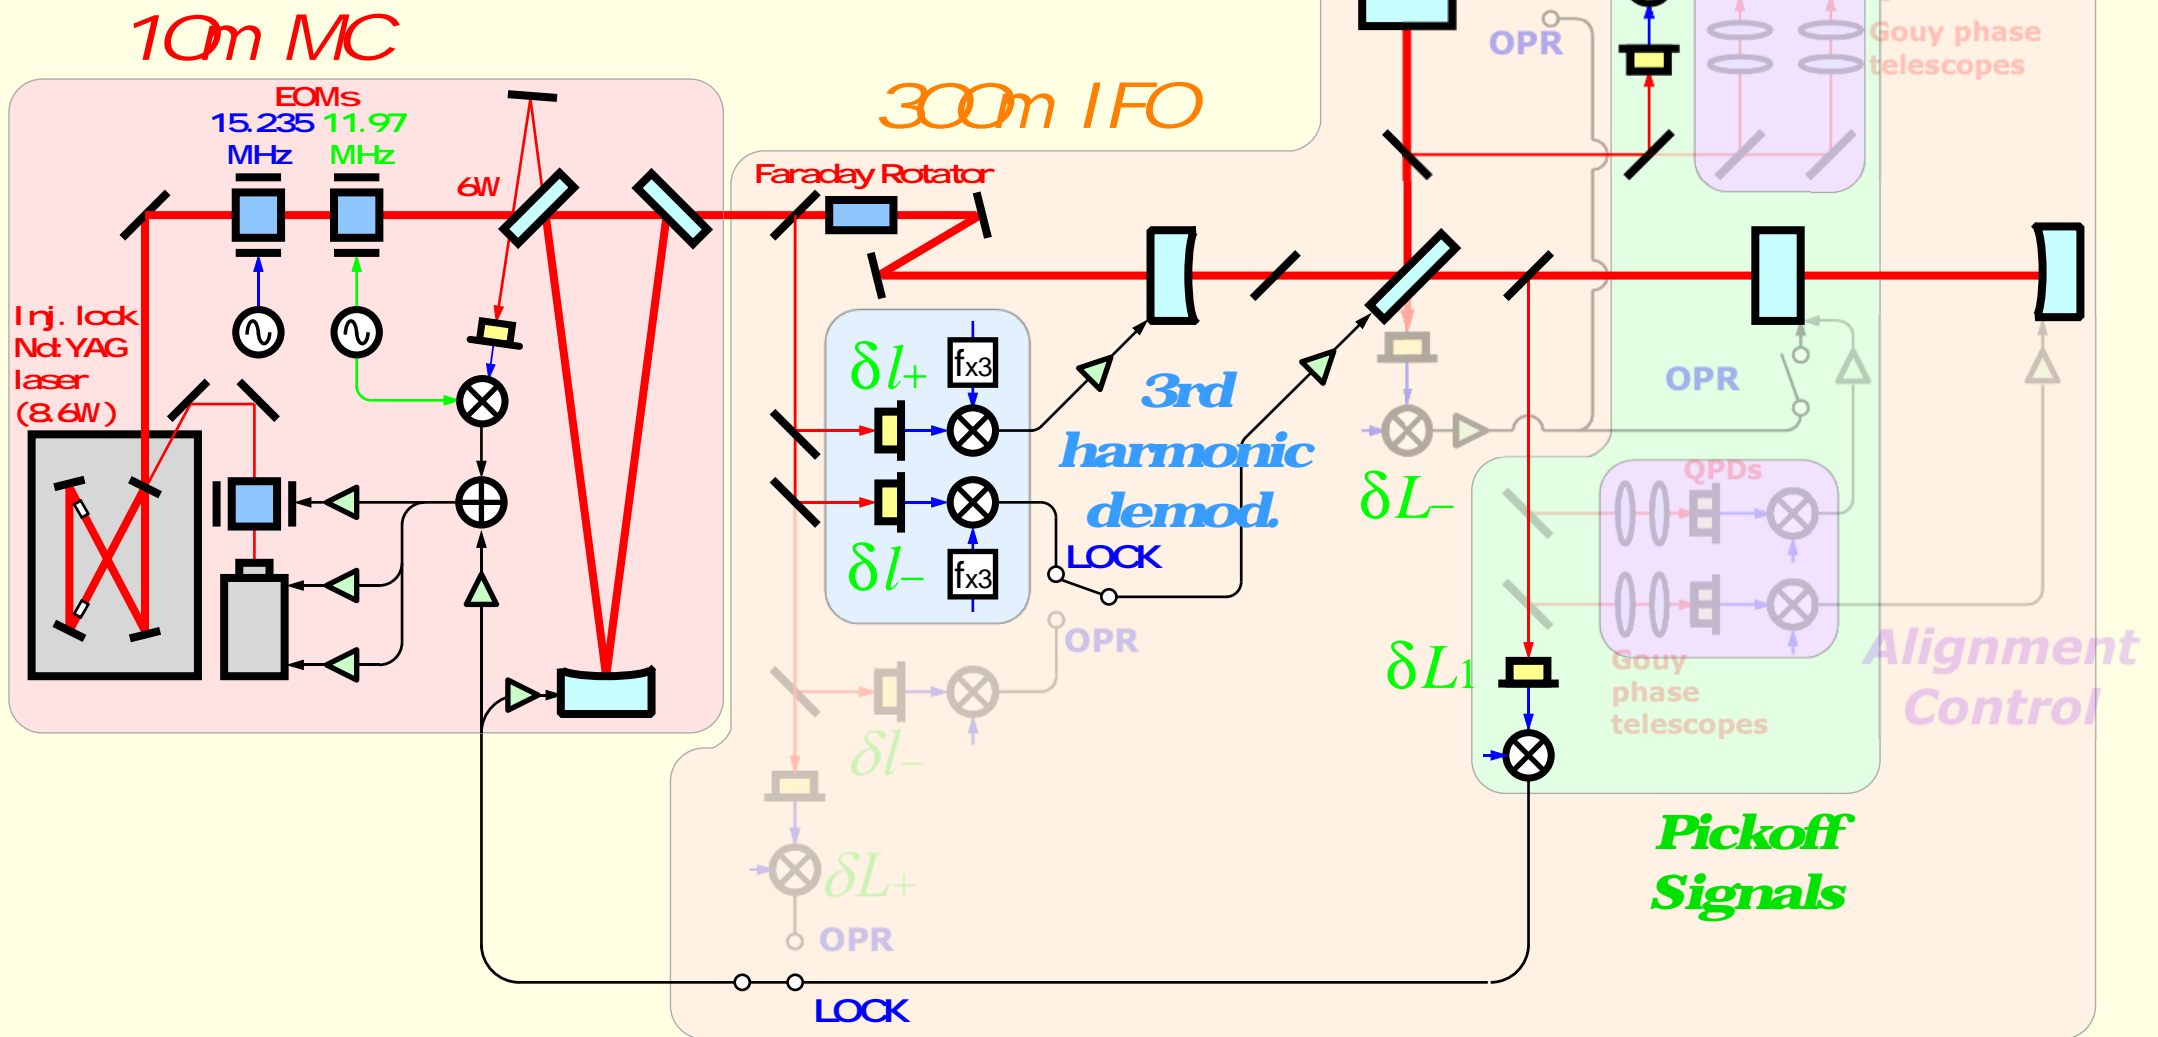 10m MC
OPR
Gouy phase
telescopes
EOMs
15.235 11.97
MHz MHz
300m IFO
6W
Faraday Rotator
Inj. lock
Nd:YAG
laser
(8.6W)
δl+
fx3
3rd
harmonic
demod.
OPR
δL−
QPDs
δl−
fx3
LOCK
OPR
δL1
Gouy
phase
telescopes
Alignment
Control
δl−
δL+
OPR
Pickoff
Signals
LOCK